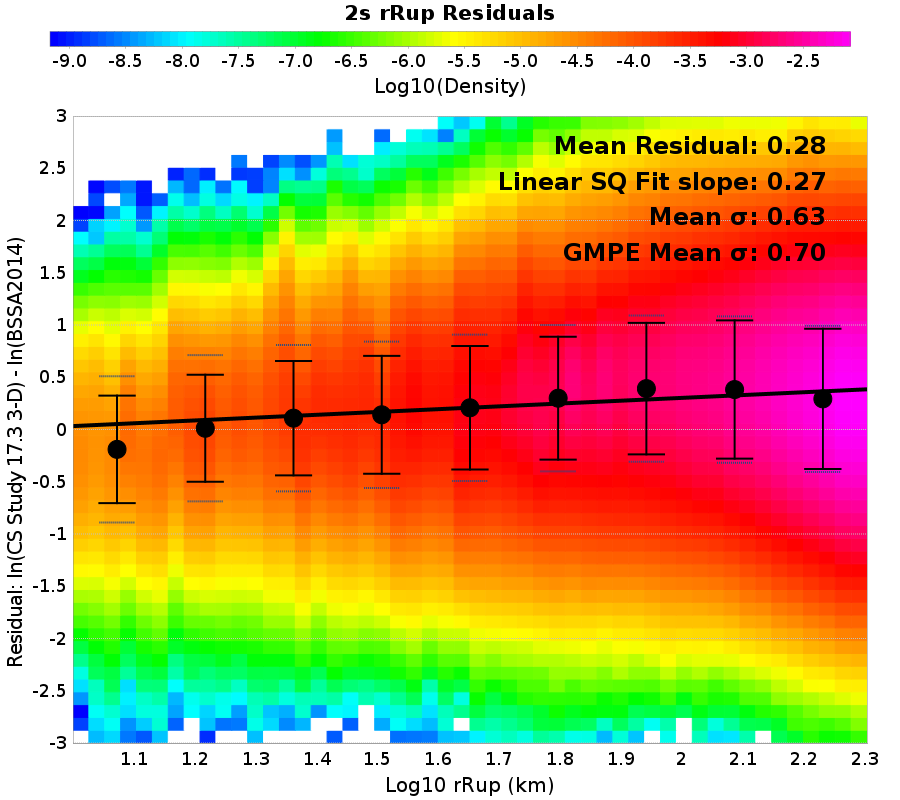 2s rRup Residuals
-9.0 -8.5 -8.0 -7.5 -7.0 -6.5 -6.0 -5.5 -5.0 -4.5 -4.0 -3.5 -3.0 -2.5
Log10(Density)
Mean Residual: 0.28
Linear SQ Fit slope: 0.27
Mean σ: 0.63
GMPE Mean σ: 0.70
Residual: ln(CS Study 17.3 3-D) - ln(BSSA2014)
3
2.5
2
1.5
1
0.5
0
-0.5
-1
-1.5
-2
-2.5
-3
1.1 1.2 1.3 1.4 1.5 1.6 1.7 1.8 1.9 2 2.1 2.2 2.3
Log10 rRup (km)